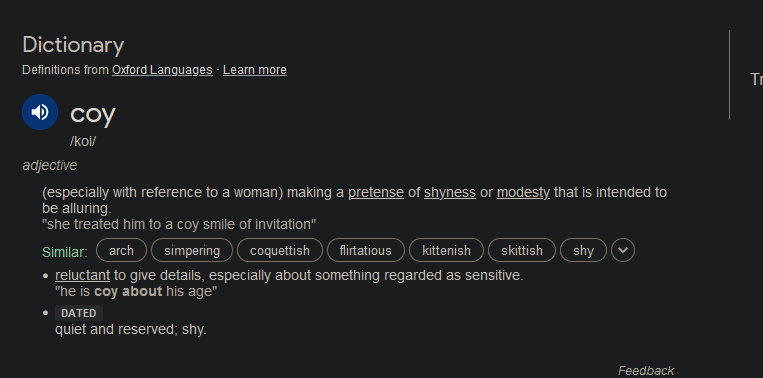 Dictionary
Definitions from Oxford Languages · Learn more
coy
/koi/
adjective
(especially with reference to a woman) making a pretense of shyness or modesty that is intended to
be alluring.
"she treated him to a coy smile of invitation"
Similar: arch simpering coquettish flirtatious kittenish skittish shy
• reluctant to give details, especially about something regarded as sensitive.
"he is coy about his age"
• DATED
quiet and reserved; shy.
Feedback